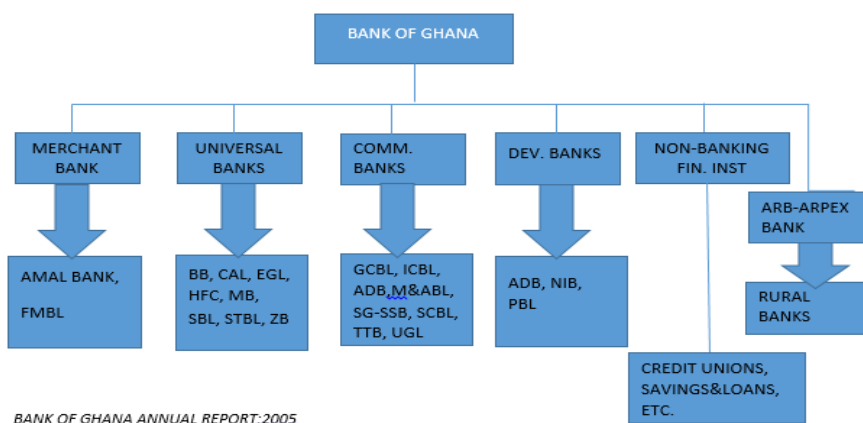 BANK OF GHANA
MERCHANT
BANK
UNIVERSAL
BANKS
COMM.
BANKS
DEV. BANKS
NON-BANKING
FIN. INST
ARB-ARPEX
BANK
AMAL BANK,
FMBL
BB, CAL, EGL,
HFC, MB,
SBL, STBL, ZB
GCBL, ICBL,
ADB,M&ABL,
SG-SSB, SCBL,
TTB, UGL
ADB, NIB,
PBL
RURAL
BANKS
CREDIT UNIONS,
SAVINGS&LOANS,
ETC.
BANK OF GHANA ANNUAL REPORT:2005